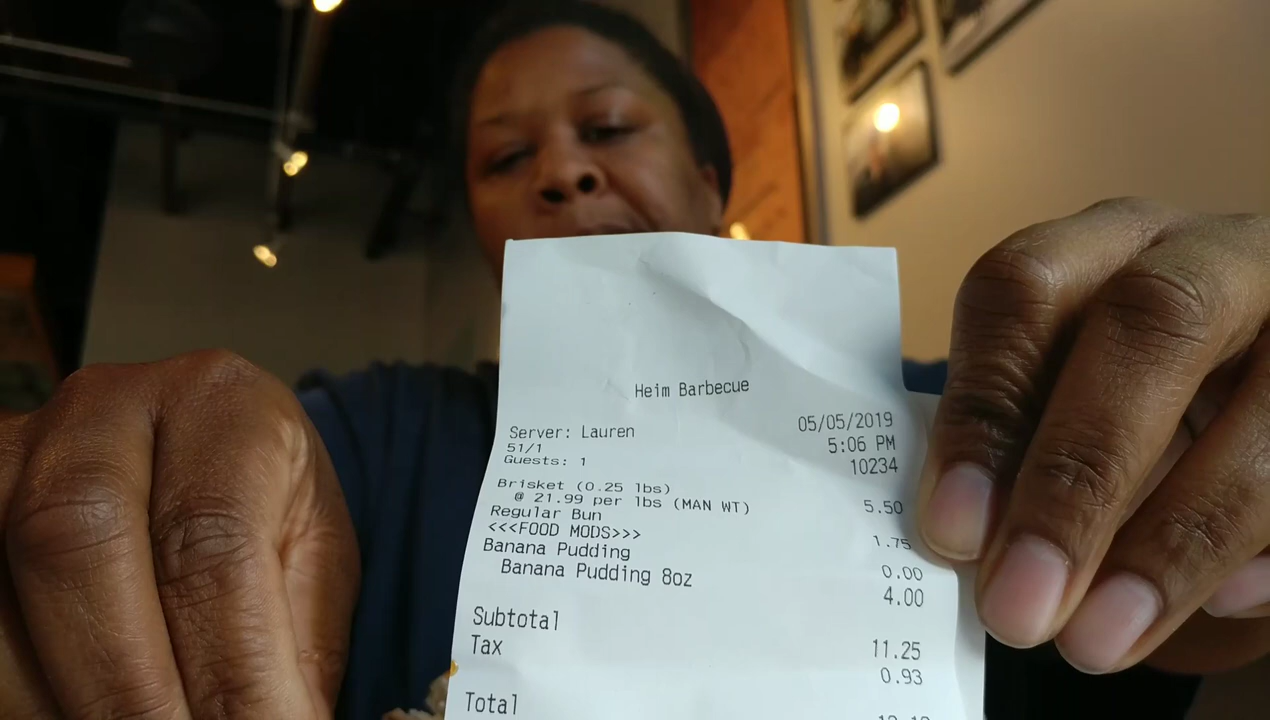 Heim Barbecue
05/05/2019
Server: Lauren 5:06 PM
51/1 10234
Guests: 1
Brisket (0.25 lbs) 5.50
@ 21.99 per lbs (MAN WT)
Regular Bun 1.75
<<<FOOD MODS>>>
Banana Pudding 0.00
Banana Pudding 8oz 4.00
Subtotal 11.25
Tax 0.93
Total